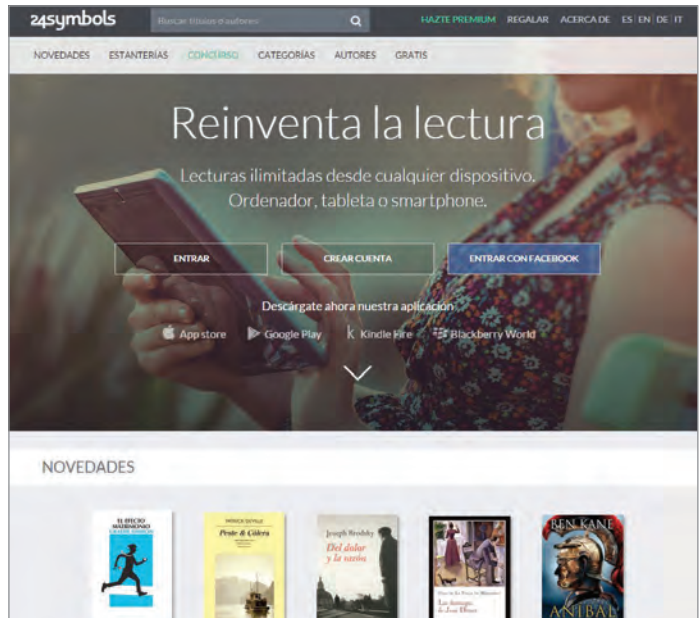 24symbols
Buscar títulos o autores
HAZTE PREMIUM REGALAR ACERCA DE ES EN DE IT
NOVEDADES ESTANTERÍAS CONCURSO CATEGORÍAS AUTORES GRATIS
Reinventa la lectura
Lecturas ilimitadas desde cualquier dispositivo.
Ordenador, tableta o smartphone.
ENTRAR CREAR CUENTA ENTRAR CON FACEBOOK
Descárgate ahora nuestra aplicación
App store Google Play Kindle Fire Blackberry World
NOVEDADES
EL EFECTO
MATRIMONIO
Peste & Cólera
Joseph Brodsky
Del dolor
y la razón
BEN KANE
ANÍBAL